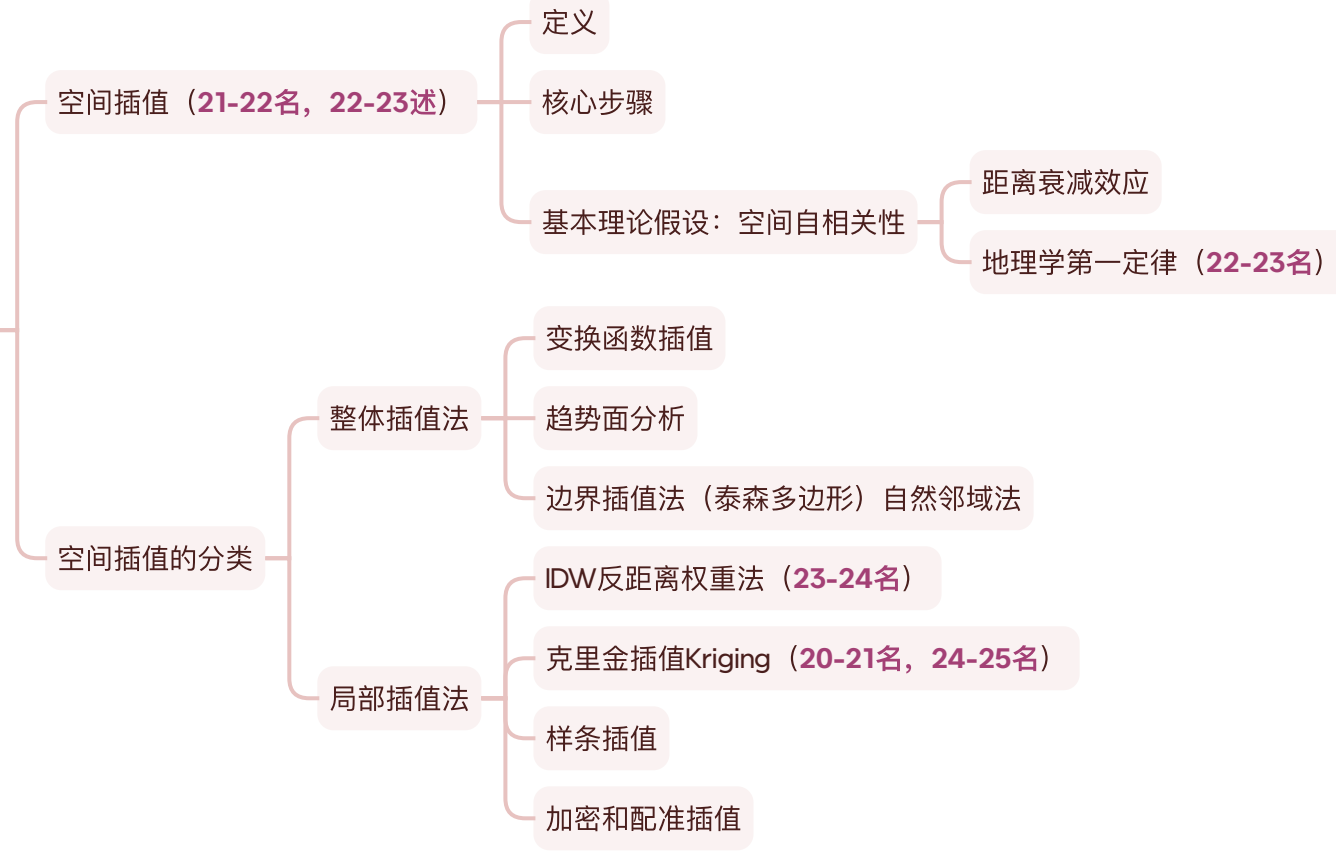 定义
空间插值（21-22名，22-23述）
核心步骤
距离衰减效应
基本理论假设：空间自相关性
地理学第一定律（22-23名）
变换函数插值
整体插值法
趋势面分析
边界插值法（泰森多边形）自然邻域法
空间插值的分类
IDW反距离权重法（23-24名）
克里金插值Kriging（20-21名，24-25名）
局部插值法
样条插值
加密和配准插值